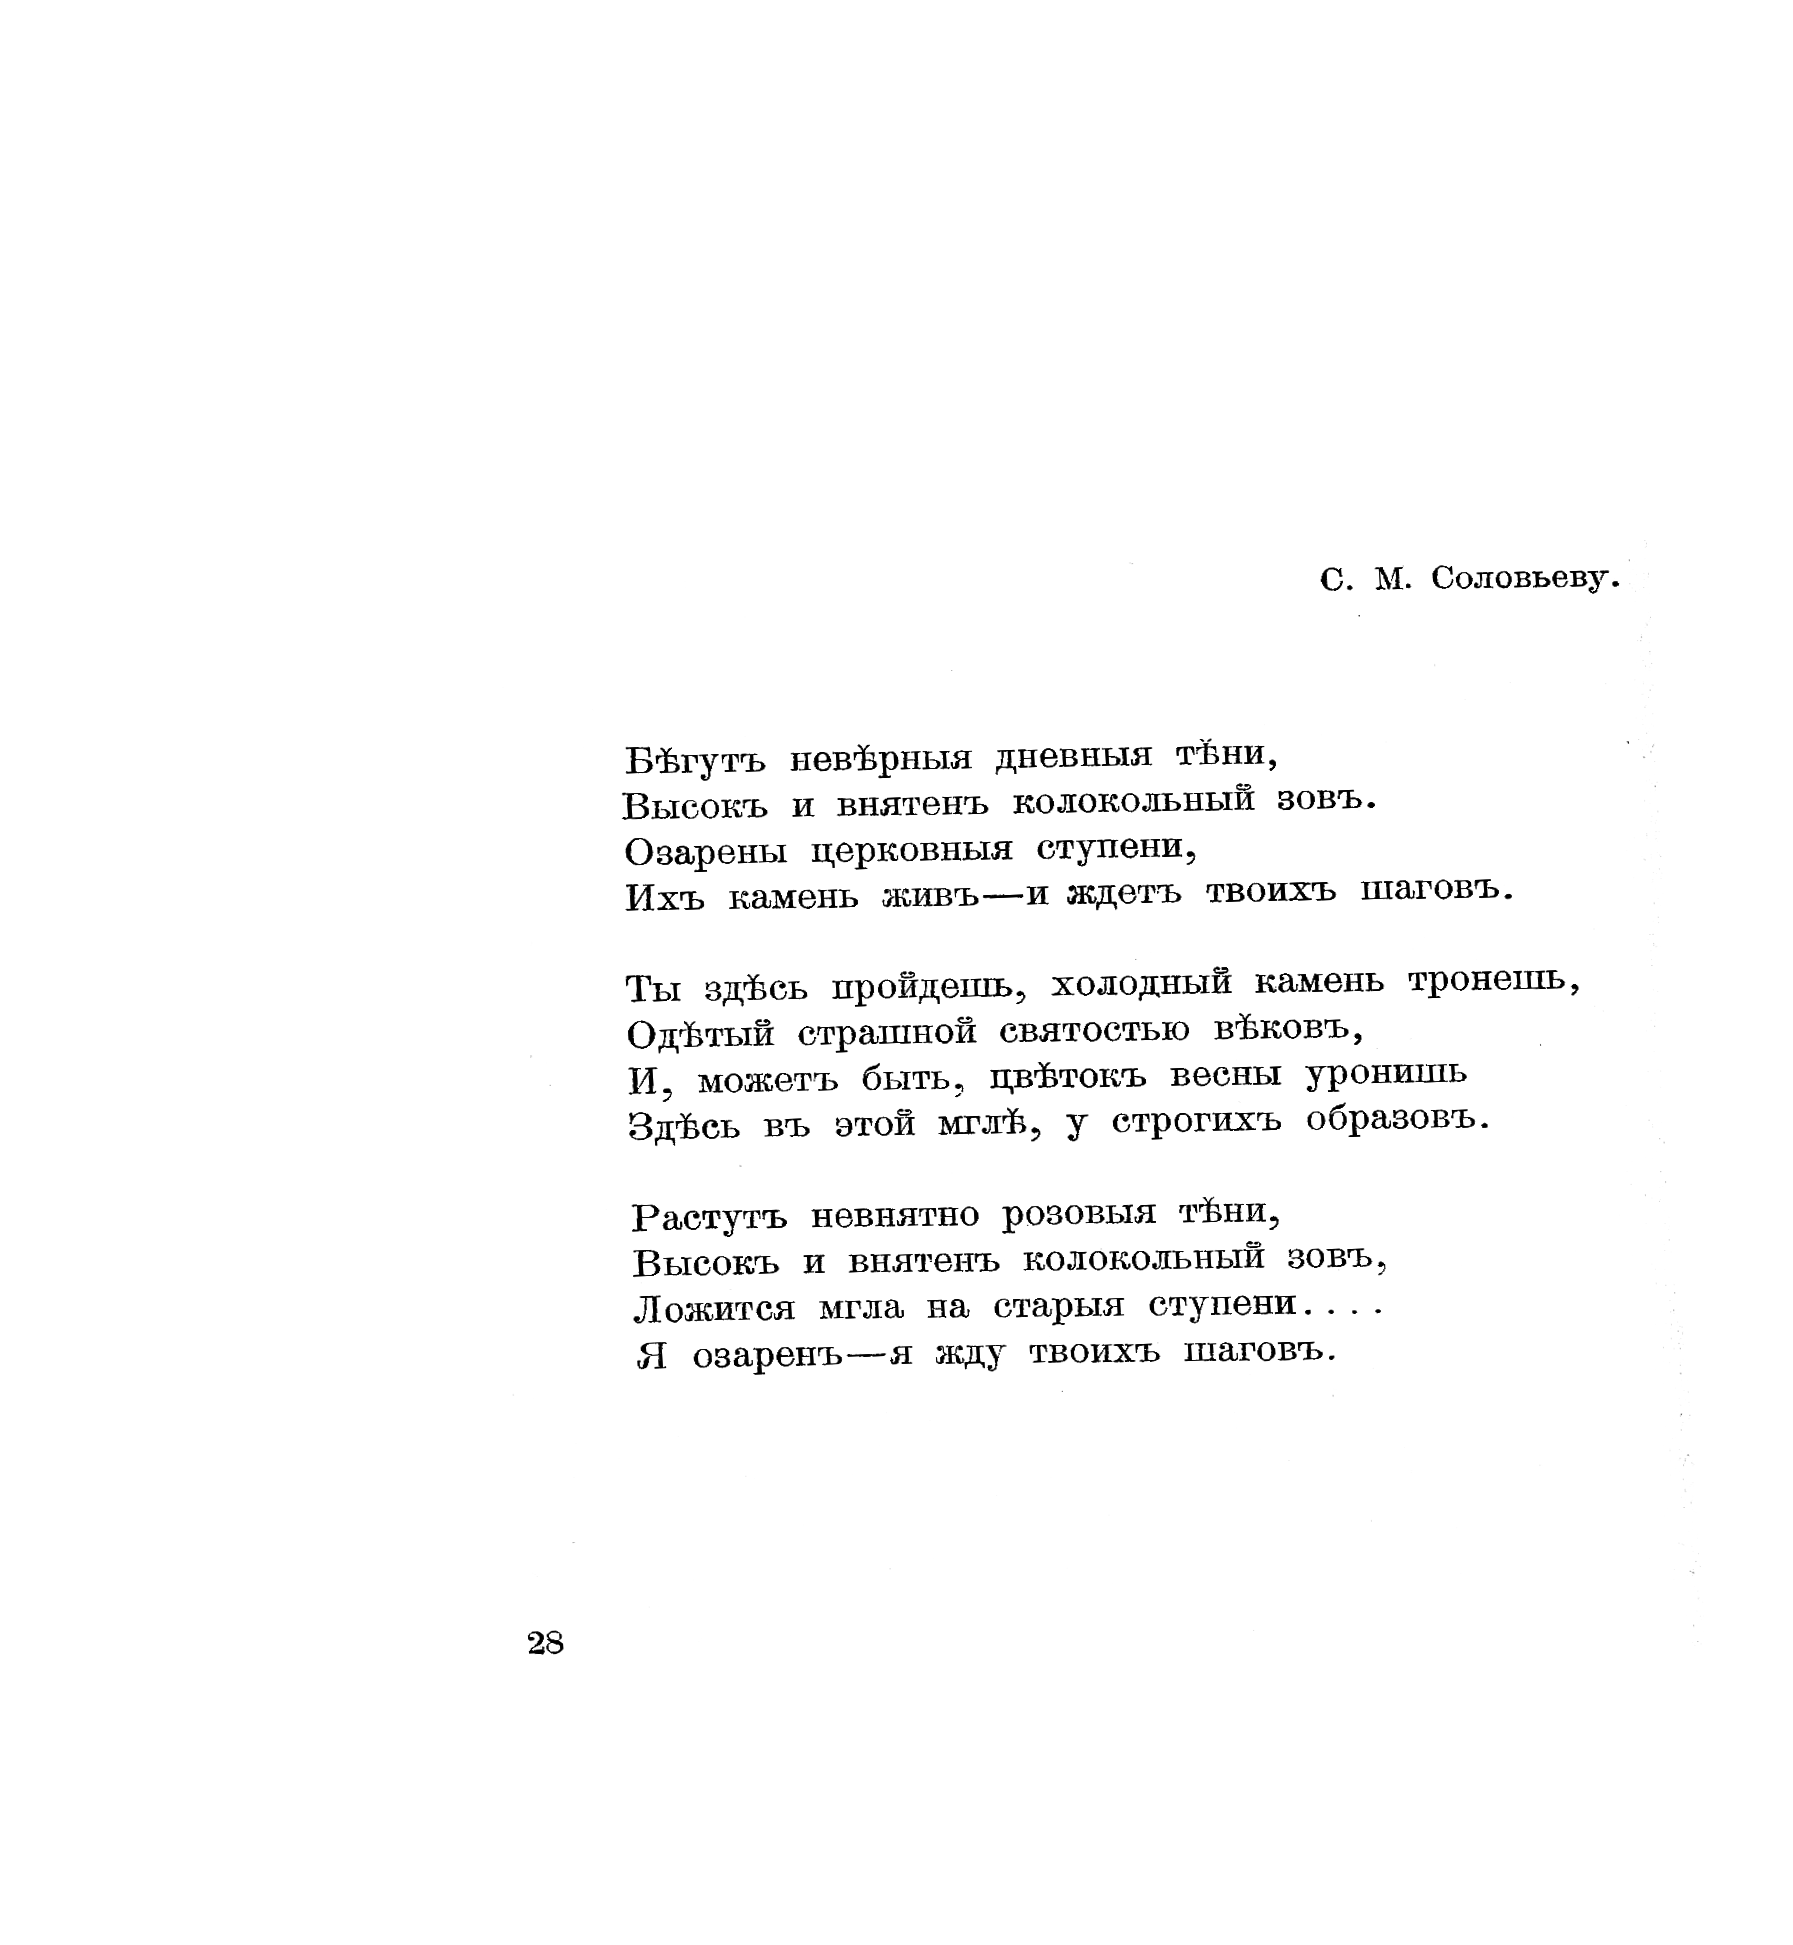 С. М. Соловьеву.
Бѣгутъ невѣрныя дневныя тѣни,
Высокъ и внятенъ колокольный зовъ.
Озарены церковныя ступени,
Ихъ камень живъ—и ждетъ твоихъ шаговъ.
Ты здѣсь пройдешь, холодный камень тронешь,
Одѣтый страшной святостью вѣковъ,
И, можетъ быть, цвѣтокъ весны уронишь
Здѣсь въ этой мглѣ, у строгихъ образовъ.
Растутъ невнятно розовыя тѣни,
Высокъ и внятенъ колокольный зовъ,
Ложится мгла на старыя ступени....
Я озаренъ—я жду твоихъ шаговъ.
28